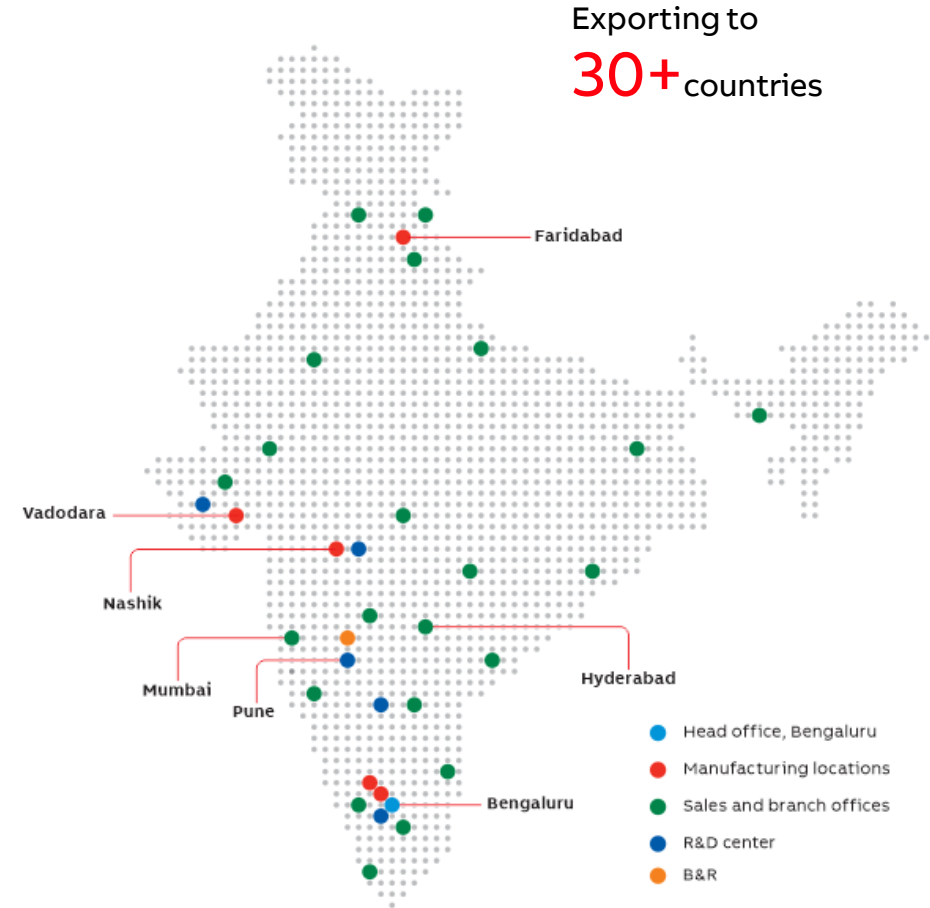 Exporting to
30+ countries
Faridabad
Vadodara
Nashik
Mumbai
Pune
Hyderabad
Bengaluru
Head office, Bengaluru
Manufacturing locations
Sales and branch offices
R&D center
B&R